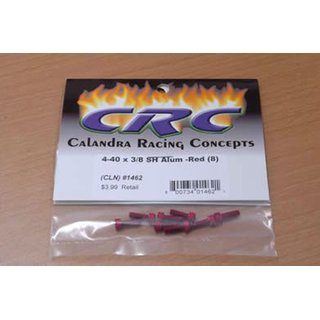 CRC
CALANDRA RACING CONCEPTS
4-40 x 3/8 SH Alum -Red (8)
(CLN) #1462
$3.99 Retail
00734 01462